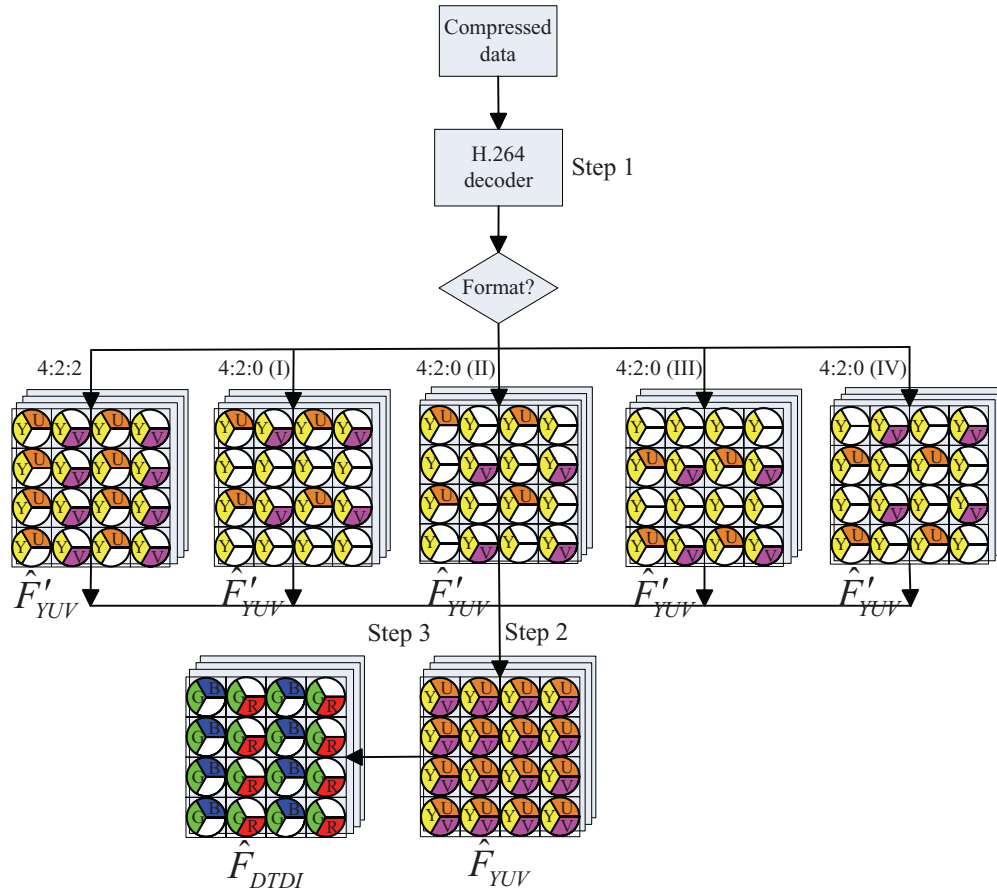 Compressed
data
H.264
decoder
Step 1
Format?
4:2:2
4:2:0 (I)
4:2:0 (II)
4:2:0 (III)
4:2:0 (IV)
Y U Y V Y U Y V
Y U Y V Y U Y V
Y U Y V Y U Y V
Y U Y V Y U Y V
Y U Y V Y U Y V
Y Y Y Y
Y U Y V Y U Y V
Y Y Y Y
Y U Y Y U Y
Y Y V Y Y V
Y U Y Y U Y
Y Y V Y Y V
Y Y Y Y
Y U Y V Y U Y V
Y Y Y Y
Y U Y V Y U Y V
Y Y V Y Y V
Y U Y Y U Y
Y Y V Y Y V
Y U Y Y U Y
F̂′YUV
F̂′YUV
F̂′YUV
F̂′YUV
F̂′YUV
Step 3
Step 2
G B G R G B G R
G B G R G B G R
G B G R G B G R
G B G R G B G R
Y U V Y U V Y U V Y U V
Y U V Y U V Y U V Y U V
Y U V Y U V Y U V Y U V
Y U V Y U V Y U V Y U V
F̂DTDI
F̂YUV